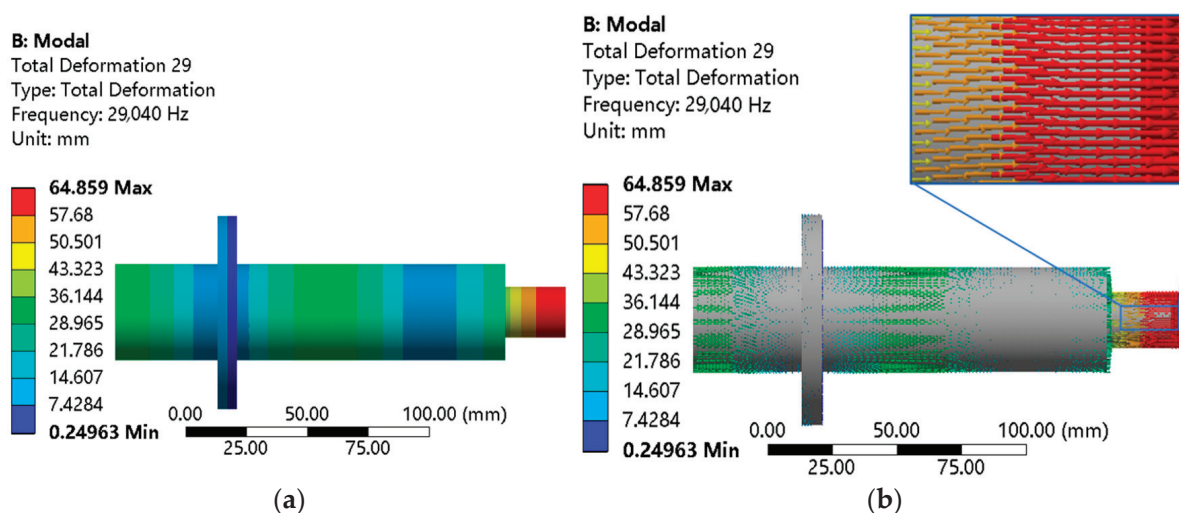 B: Modal
Total Deformation 29
Type: Total Deformation
Frequency: 29,040 Hz
Unit: mm
64.859 Max
57.68
50.501
43.323
36.144
28.965
21.786
14.607
7.4284
0.24963 Min
0.00 50.00 100.00 (mm)
25.00 75.00
(a)
B: Modal
Total Deformation 29
Type: Total Deformation
Frequency: 29,040 Hz
Unit: mm
64.859 Max
57.68
50.501
43.323
36.144
28.965
21.786
14.607
7.4284
0.24963 Min
0.00 50.00 100.00 (mm)
25.00 75.00
(b)